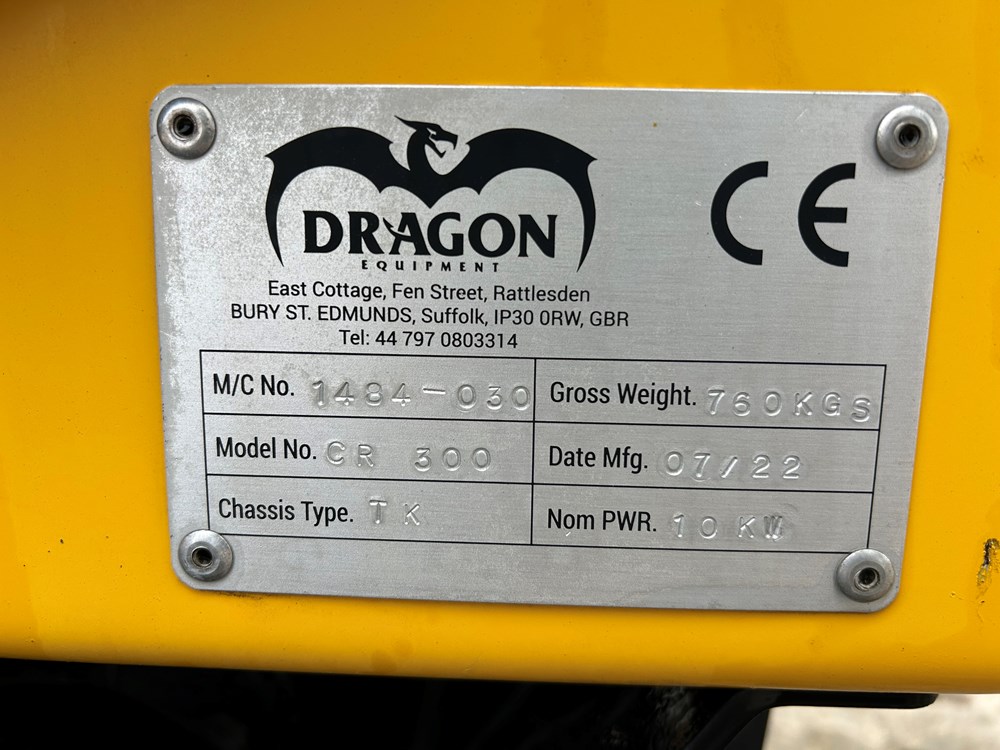 DRAGON
EQUIPMENT
CE
East Cottage, Fen Street, Rattlesden
BURY ST. EDMUNDS, Suffolk, IP30 0RW, GBR
Tel: 44 797 0803314
M/C No. 1484-030 Gross Weight. 760KGS
Model No. CR 300 Date Mfg. 07/22
Chassis Type. TK Nom PWR. 10 KW